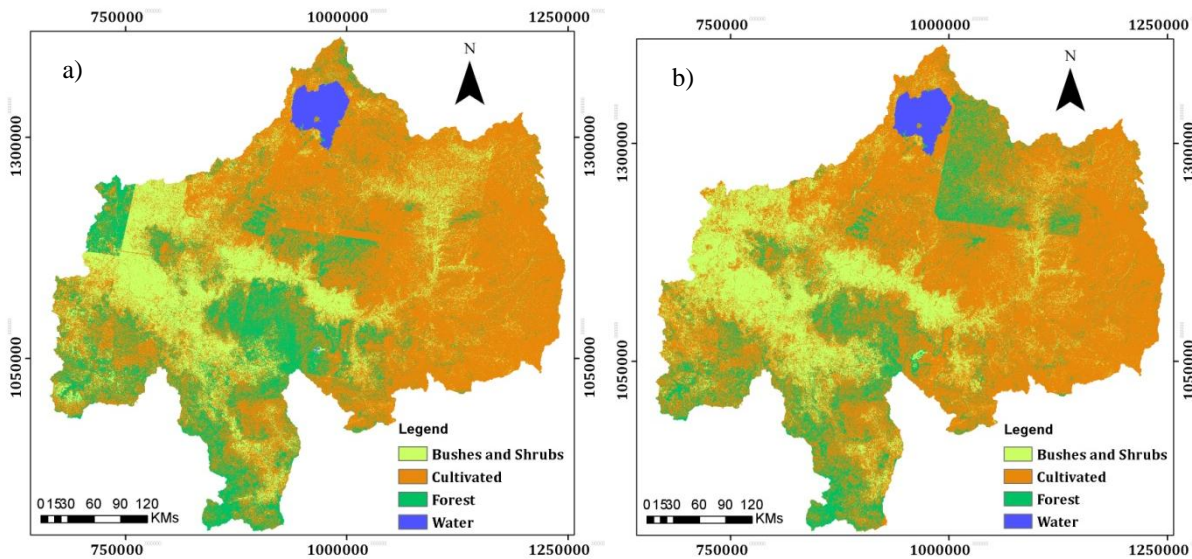 750000 1000000 1250000
a)
N
1300000 1300000
1050000 1050000
Legend
Bushes and Shrubs
Cultivated
Forest
Water
0 15 30 60 90 120
KMs
750000 1000000 1250000
750000 1000000 1250000
b)
N
1300000 1300000
1050000 1050000
Legend
Bushes and Shrubs
Cultivated
Forest
Water
0 15 30 60 90 120
KMs
750000 1000000 1250000